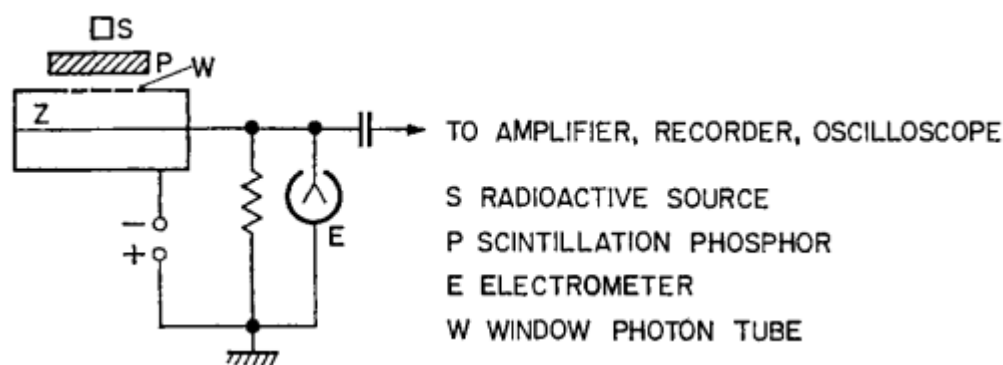 S
P
W
Z
TO AMPLIFIER, RECORDER, OSCILLOSCOPE
S RADIOACTIVE SOURCE
−
E
P SCINTILLATION PHOSPHOR
+
E ELECTROMETER
W WINDOW PHOTON TUBE